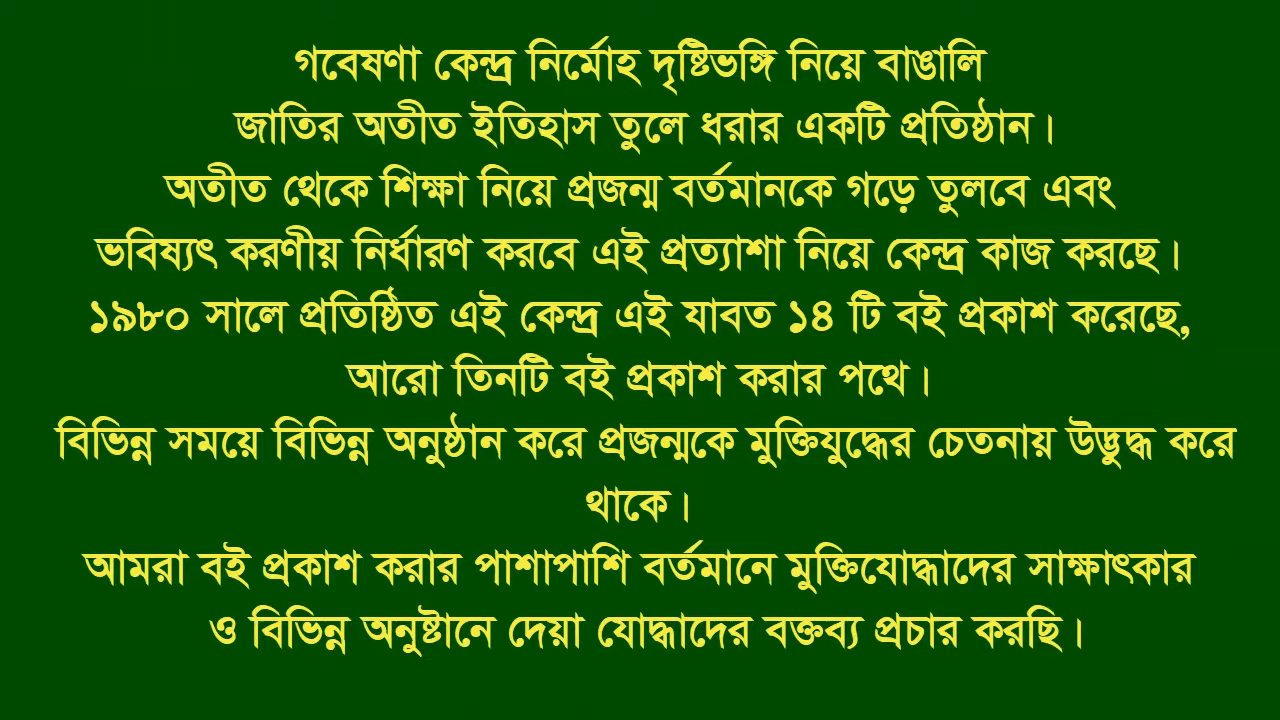 গবেষণা কেন্দ্র নির্মোহ দৃষ্টিভঙ্গি নিয়ে বাঙালি
জাতির অতীত ইতিহাস তুলে ধরার একটি প্রতিষ্ঠান।
অতীত থেকে শিক্ষা নিয়ে প্রজন্ম বর্তমানকে গড়ে তুলবে এবং
ভবিষ্যৎ করণীয় নির্ধারণ করবে এই প্রত্যাশা নিয়ে কেন্দ্র কাজ করছে।
১৯৮০ সালে প্রতিষ্ঠিত এই কেন্দ্র এই যাবত ১৪ টি বই প্রকাশ করেছে,
আরো তিনটি বই প্রকাশ করার পথে।
বিভিন্ন সময়ে বিভিন্ন অনুষ্ঠান করে প্রজন্মকে মুক্তিযুদ্ধের চেতনায় উদ্ভুদ্ধ করে
থাকে।
আমরা বই প্রকাশ করার পাশাপাশি বর্তমানে মুক্তিযোদ্ধাদের সাক্ষাৎকার
ও বিভিন্ন অনুষ্টানে দেয়া যোদ্ধাদের বক্তব্য প্রচার করছি।